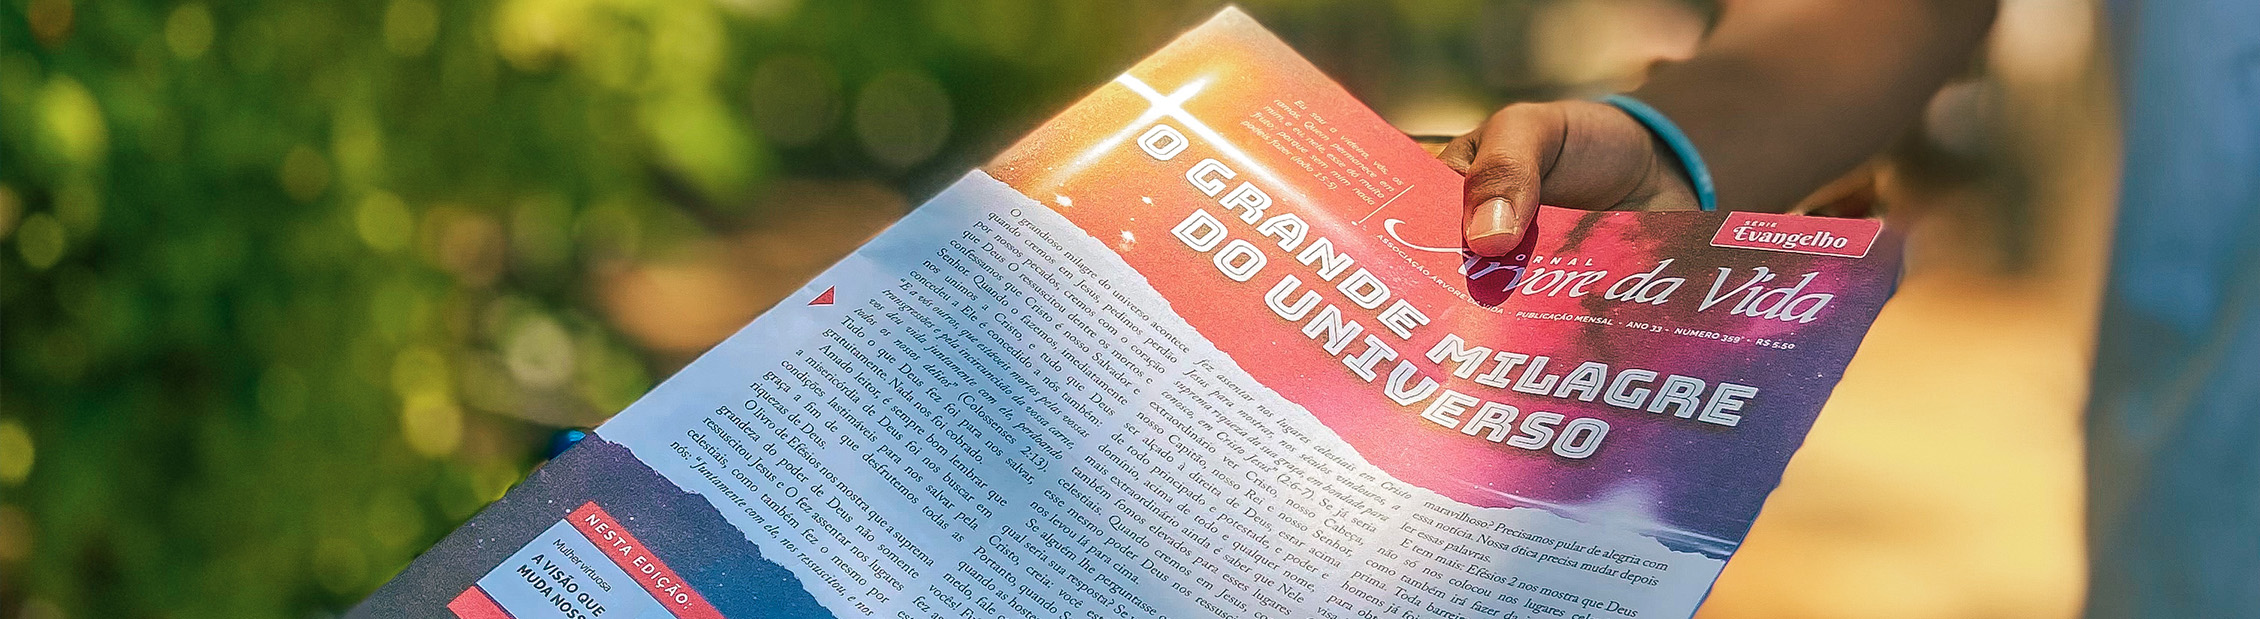 Eu sou a videira, vós, os
ramos. Quem permanece em
mim, e eu, nele, esse dá muito
fruto; porque sem mim nada
podeis fazer (João 15:5).
SÉRIE
Evangelho
ORNAL
Árvore da Vida
ASSOCIAÇÃO ÁRVORE DA VIDA - PUBLICAÇÃO MENSAL - ANO 33 - NÚMERO 359 - R$ 5,50
O GRANDE MILAGRE
DO UNIVERSO
O grandioso milagre do universo acontece
quando cremos em Jesus, pedimos perdão
por nossos pecados, cremos com o coração
que Deus O ressuscitou dentre os mortos e
confessamos que Cristo é nosso Salvador e
Senhor. Quando o fazemos, imediatamente
nos unimos a Cristo, e tudo que Deus
concedeu a Ele é concedido a nós também:
"E a vós outros, que estáveis mortos pelas vossas
transgressões e pela incircuncisão da vossa carne,
vos deu vida juntamente com ele, perdoando
todos os nossos delitos" (Colossenses 2:13).
Tudo o que Deus fez foi para nos salvar,
gratuitamente. Nada nos foi cobrado.
Amado leitor, é sempre bom lembrar que
a misericórdia de Deus foi nos buscar em
condições lastimáveis para nos salvar pela
graça a fim de que desfrutemos todas as
riquezas de Deus.
O livro de Efésios nos mostra que a suprema
grandeza do poder de Deus não somente
ressuscitou Jesus e O fez assentar nos lugares
celestiais, como também fez o mesmo por
nós: "Juntamente com ele, nos ressuscitou, e nos
fez assentar nos lugares celestiais em Cristo
Jesus; para mostrar, nos séculos vindouros, a
suprema riqueza da sua graça, em bondade para
conosco, em Cristo Jesus" (2:6-7). Se já seria
extraordinário ver Cristo, nosso Cabeça,
nosso Capitão, nosso Rei e nosso Senhor,
ser alçado à direita de Deus, estar acima
de todo principado e potestade, e poder e
domínio, acima de todo e qualquer nome,
mais extraordinário ainda é saber que Nele
também fomos elevados para esses lugares
celestiais. Quando cremos em Jesus,
esse mesmo poder que Deus nos ressuscitou
nos levou lá para cima.
Se alguém lhe perguntasse
qual seria sua resposta? Se
Cristo, creia: você est
Portanto, quando S
quando as hoste
medo, fale c
vocês! Fu
fez as
maravilhoso? Precisamos pular de alegria com
essa notícia. Nossa ótica precisa mudar depois
de ler essas palavras.
E tem mais: Efésios 2 nos mostra que Deus
não só nos colocou nos lugares cel
como também irá fazer da
prima. Toda
homens já fo
Toda barreir
NESTA EDIÇÃO:
Mulher virtuosa
A VISÃO QUE
MUDA NOSS